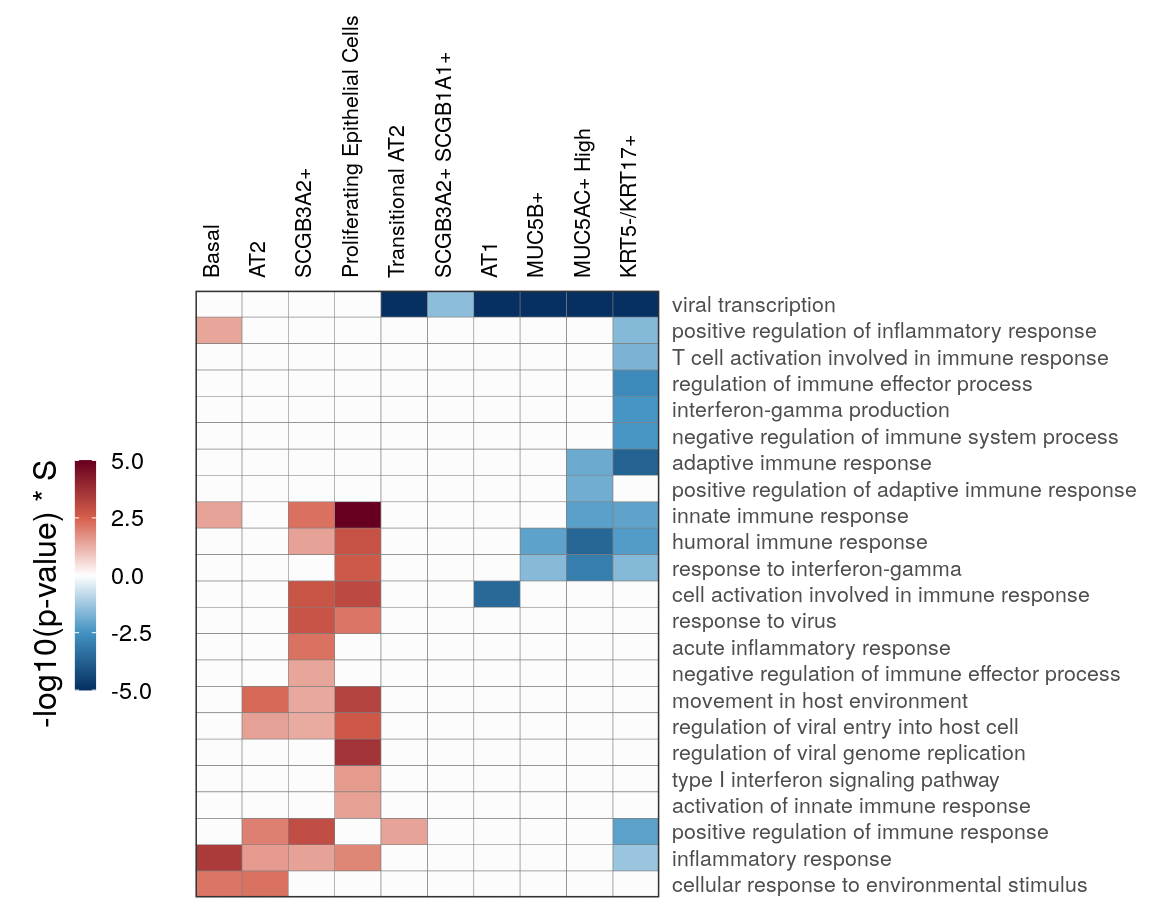 Basal
AT2
SCGB3A2+
Proliferating Epithelial Cells
Transitional AT2
SCGB3A2+ SCGB1A1+
AT1
MUC5B+
MUC5AC+ High
KRT5-/KRT17+
viral transcription
positive regulation of inflammatory response
T cell activation involved in immune response
regulation of immune effector process
interferon-gamma production
negative regulation of immune system process
adaptive immune response
positive regulation of adaptive immune response
innate immune response
humoral immune response
response to interferon-gamma
cell activation involved in immune response
response to virus
acute inflammatory response
negative regulation of immune effector process
movement in host environment
regulation of viral entry into host cell
regulation of viral genome replication
type I interferon signaling pathway
activation of innate immune response
positive regulation of immune response
inflammatory response
cellular response to environmental stimulus
-log10(p-value) * S
5.0
2.5
0.0
-2.5
-5.0